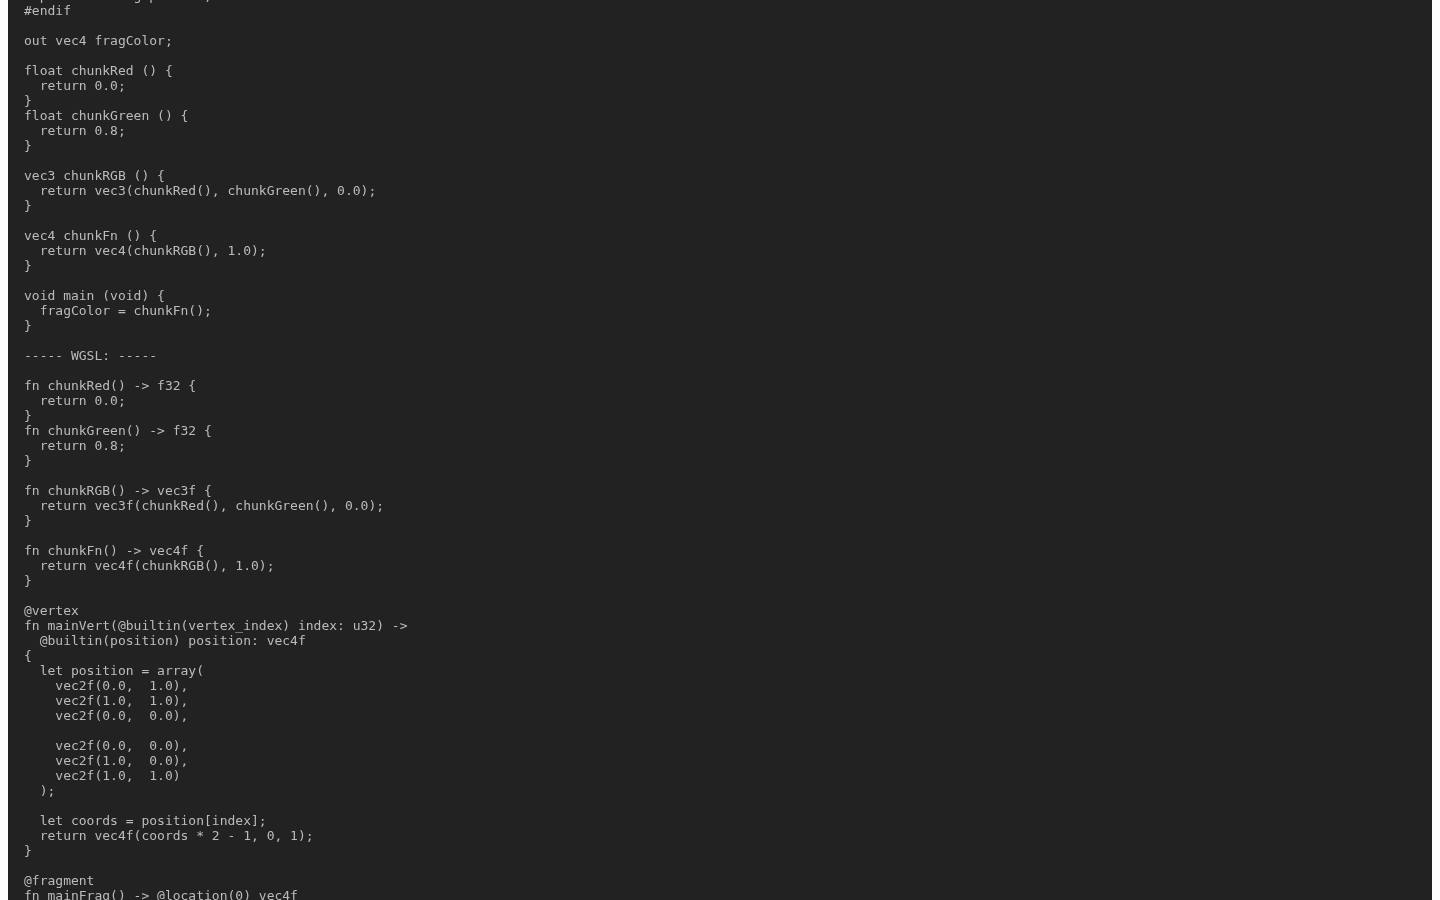 #endif

out vec4 fragColor;

float chunkRed () {
  return 0.0;
}
float chunkGreen () {
  return 0.8;
}

vec3 chunkRGB () {
  return vec3(chunkRed(), chunkGreen(), 0.0);
}

vec4 chunkFn () {
  return vec4(chunkRGB(), 1.0);
}

void main (void) {
  fragColor = chunkFn();
}

----- WGSL: -----

fn chunkRed() -> f32 {
  return 0.0;
}
fn chunkGreen() -> f32 {
  return 0.8;
}

fn chunkRGB() -> vec3f {
  return vec3f(chunkRed(), chunkGreen(), 0.0);
}

fn chunkFn() -> vec4f {
  return vec4f(chunkRGB(), 1.0);
}

@vertex
fn mainVert(@builtin(vertex_index) index: u32) ->
  @builtin(position) position: vec4f
{
  let position = array(
    vec2f(0.0,  1.0),
    vec2f(1.0,  1.0),
    vec2f(0.0,  0.0),

    vec2f(0.0,  0.0),
    vec2f(1.0,  0.0),
    vec2f(1.0,  1.0)
  );

  let coords = position[index];
  return vec4f(coords * 2 - 1, 0, 1);
}

@fragment
fn mainFrag() -> @location(0) vec4f